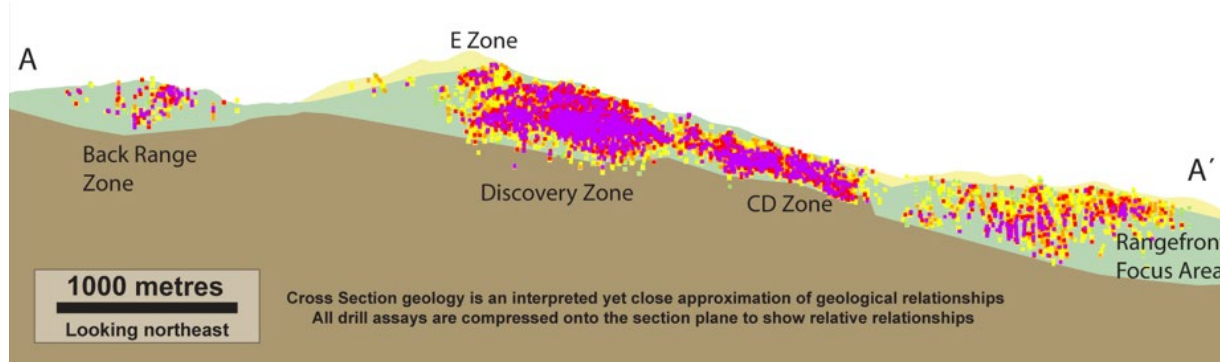 E Zone
A
A´
Back Range
Zone
Discovery Zone
CD Zone
Rangefront
Focus Area
1000 metres
Looking northeast
Cross Section geology is an interpreted yet close approximation of geological relationships
All drill assays are compressed onto the section plane to show relative relationships